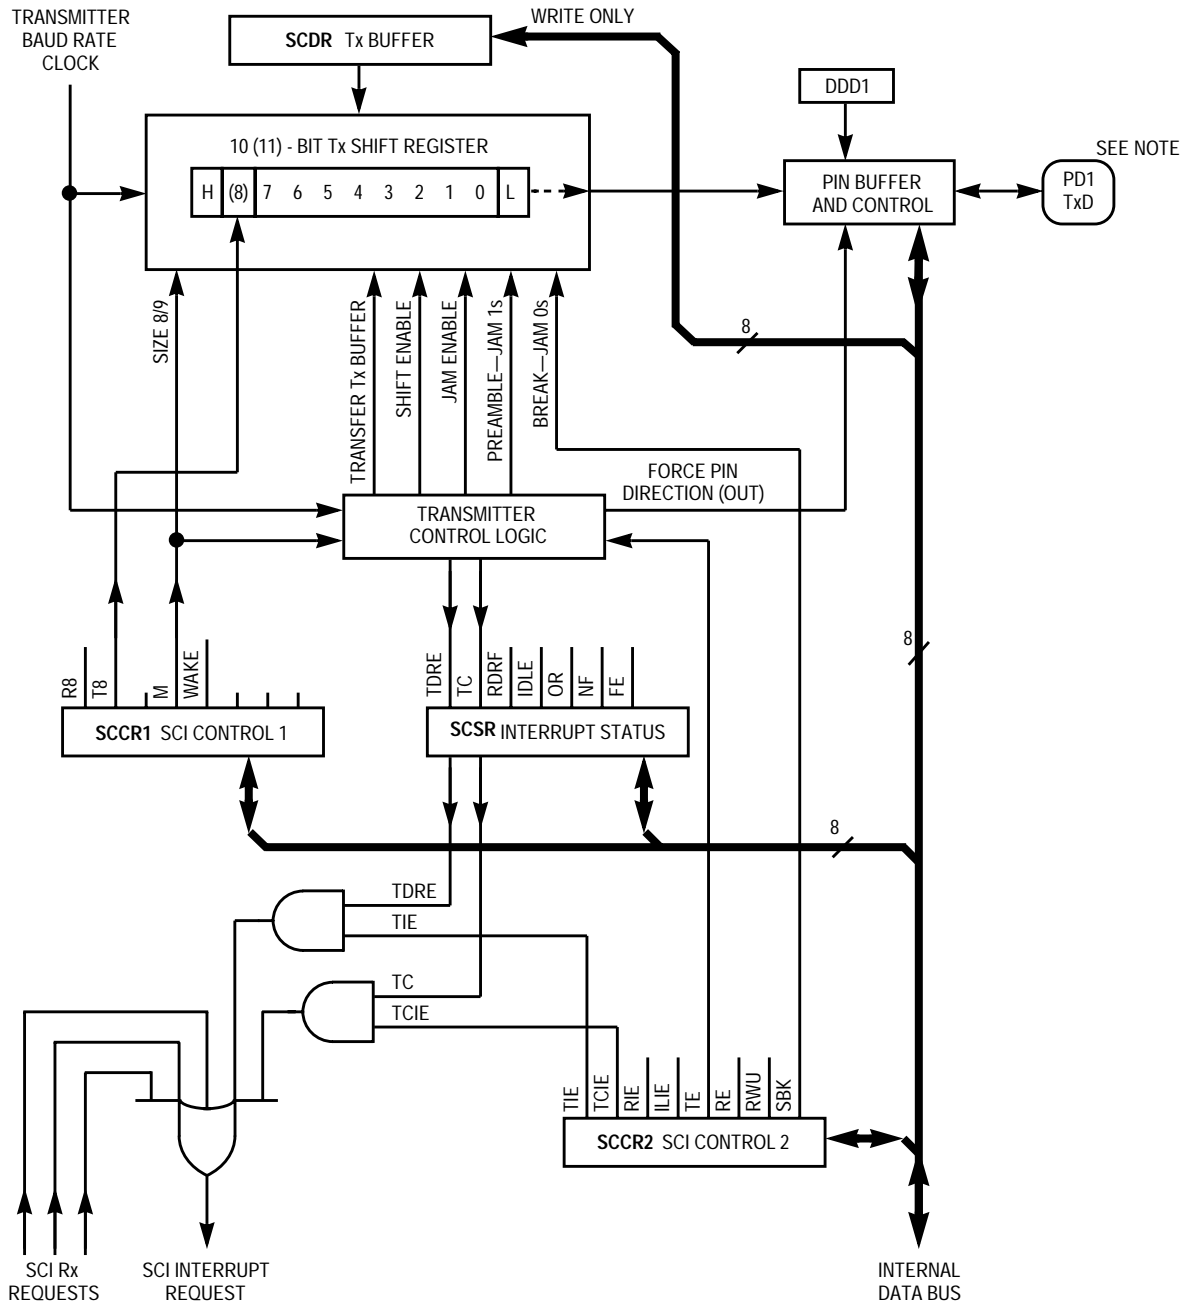 TRANSMITTER
BAUD RATE
CLOCK
SCDR Tx BUFFER
WRITE ONLY
DDD1
10 (11) - BIT Tx SHIFT REGISTER
H (8) 7 6 5 4 3 2 1 0 L
PIN BUFFER
AND CONTROL
SEE NOTE
PD1
TxD
SIZE 8/9
TRANSFER Tx BUFFER
SHIFT ENABLE
JAM ENABLE
PREAMBLE—JAM 1s
BREAK—JAM 0s
8
FORCE PIN
DIRECTION (OUT)
TRANSMITTER
CONTROL LOGIC
8
R8
T8
M
WAKE
SCCR1 SCI CONTROL 1
TDRE
TC
RDRF
IDLE
OR
NF
FE
SCSR INTERRUPT STATUS
8
TDRE
TIE
TC
TCIE
TIE
TCIE
RIE
ILIE
TE
RE
RWU
SBK
SCCR2 SCI CONTROL 2
SCI Rx
REQUESTS
SCI INTERRUPT
REQUEST
INTERNAL
DATA BUS